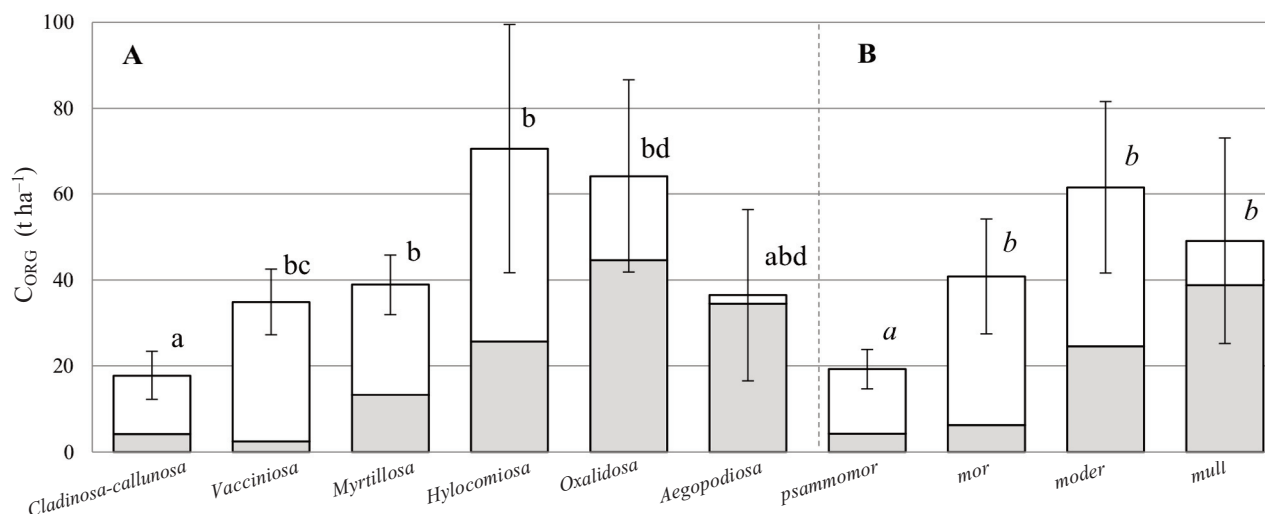 100
80
60
40
20
0
C_ORG (t ha⁻¹)
A
B
a
bc
b
b
bd
abd
a
b
b
b
Cladinosa-callunosa
Vacciniosa
Myrtillosa
Hylocomiosa
Oxalidosa
Aegopodiosa
psammomor
mor
moder
mull